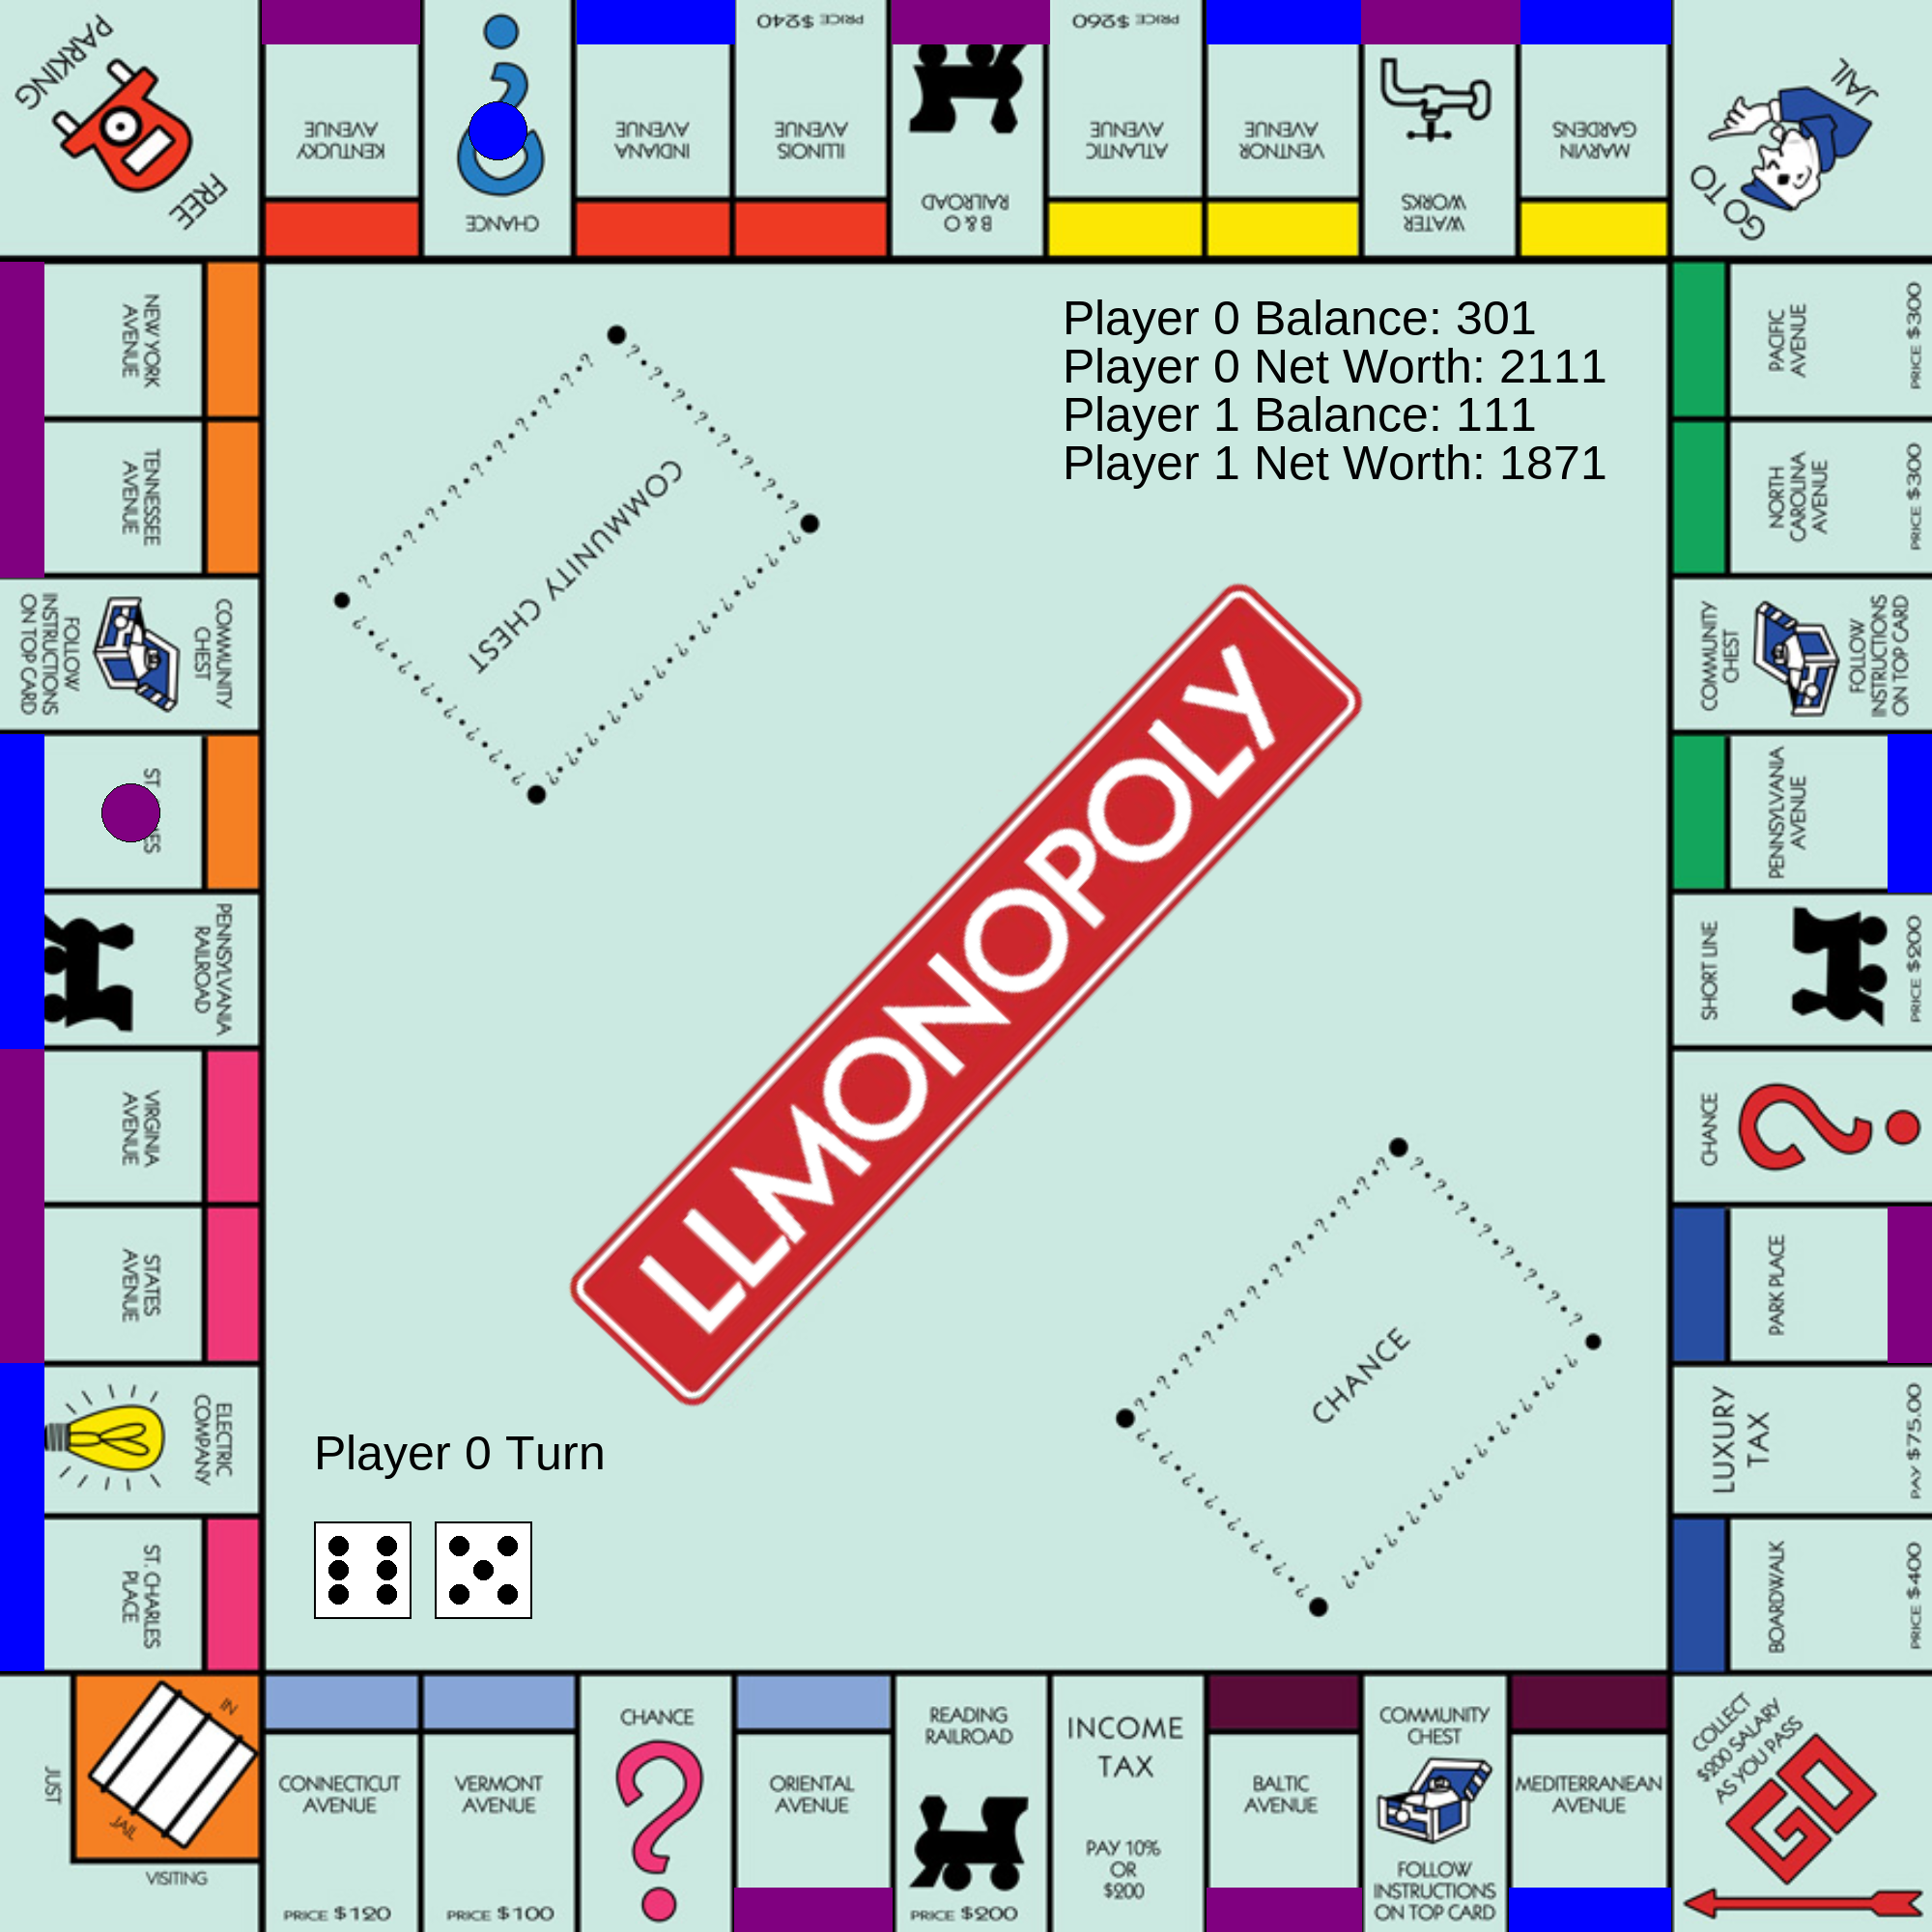 FREE
PARKING
KENTUCKY
AVENUE
CHANCE
INDIANA
AVENUE
ILLINOIS
AVENUE
PRICE $240
B & O
RAILROAD
ATLANTIC
AVENUE
PRICE $260
VENTNOR
AVENUE
WATER
WORKS
MARVIN
GARDENS
GO TO
JAIL
NEW YORK
AVENUE
TENNESSEE
AVENUE
COMMUNITY
CHEST
FOLLOW
INSTRUCTIONS
ON TOP CARD
ST
ES
PENNSYLVANIA
RAILROAD
VIRGINIA
AVENUE
STATES
AVENUE
ELECTRIC
COMPANY
ST. CHARLES
PLACE
Player 0 Balance: 301
Player 0 Net Worth: 2111
Player 1 Balance: 111
Player 1 Net Worth: 1871
COMMUNITY CHEST
LLMONOPOLY
CHANCE
Player 0 Turn
PACIFIC
AVENUE
PRICE $300
NORTH
CAROLINA
AVENUE
PRICE $300
COMMUNITY
CHEST
FOLLOW
INSTRUCTIONS
ON TOP CARD
PENNSYLVANIA
AVENUE
SHORT LINE
PRICE $200
CHANCE
PARK PLACE
LUXURY
TAX
PAY $75.00
BOARDWALK
PRICE $400
IN
JAIL
JUST
VISITING
CONNECTICUT
AVENUE
PRICE $120
VERMONT
AVENUE
PRICE $100
CHANCE
ORIENTAL
AVENUE
READING
RAILROAD
PRICE $200
INCOME
TAX
PAY 10%
OR
$200
BALTIC
AVENUE
COMMUNITY
CHEST
FOLLOW
INSTRUCTIONS
ON TOP CARD
MEDITERRANEAN
AVENUE
COLLECT
$200 SALARY
AS YOU PASS
GO